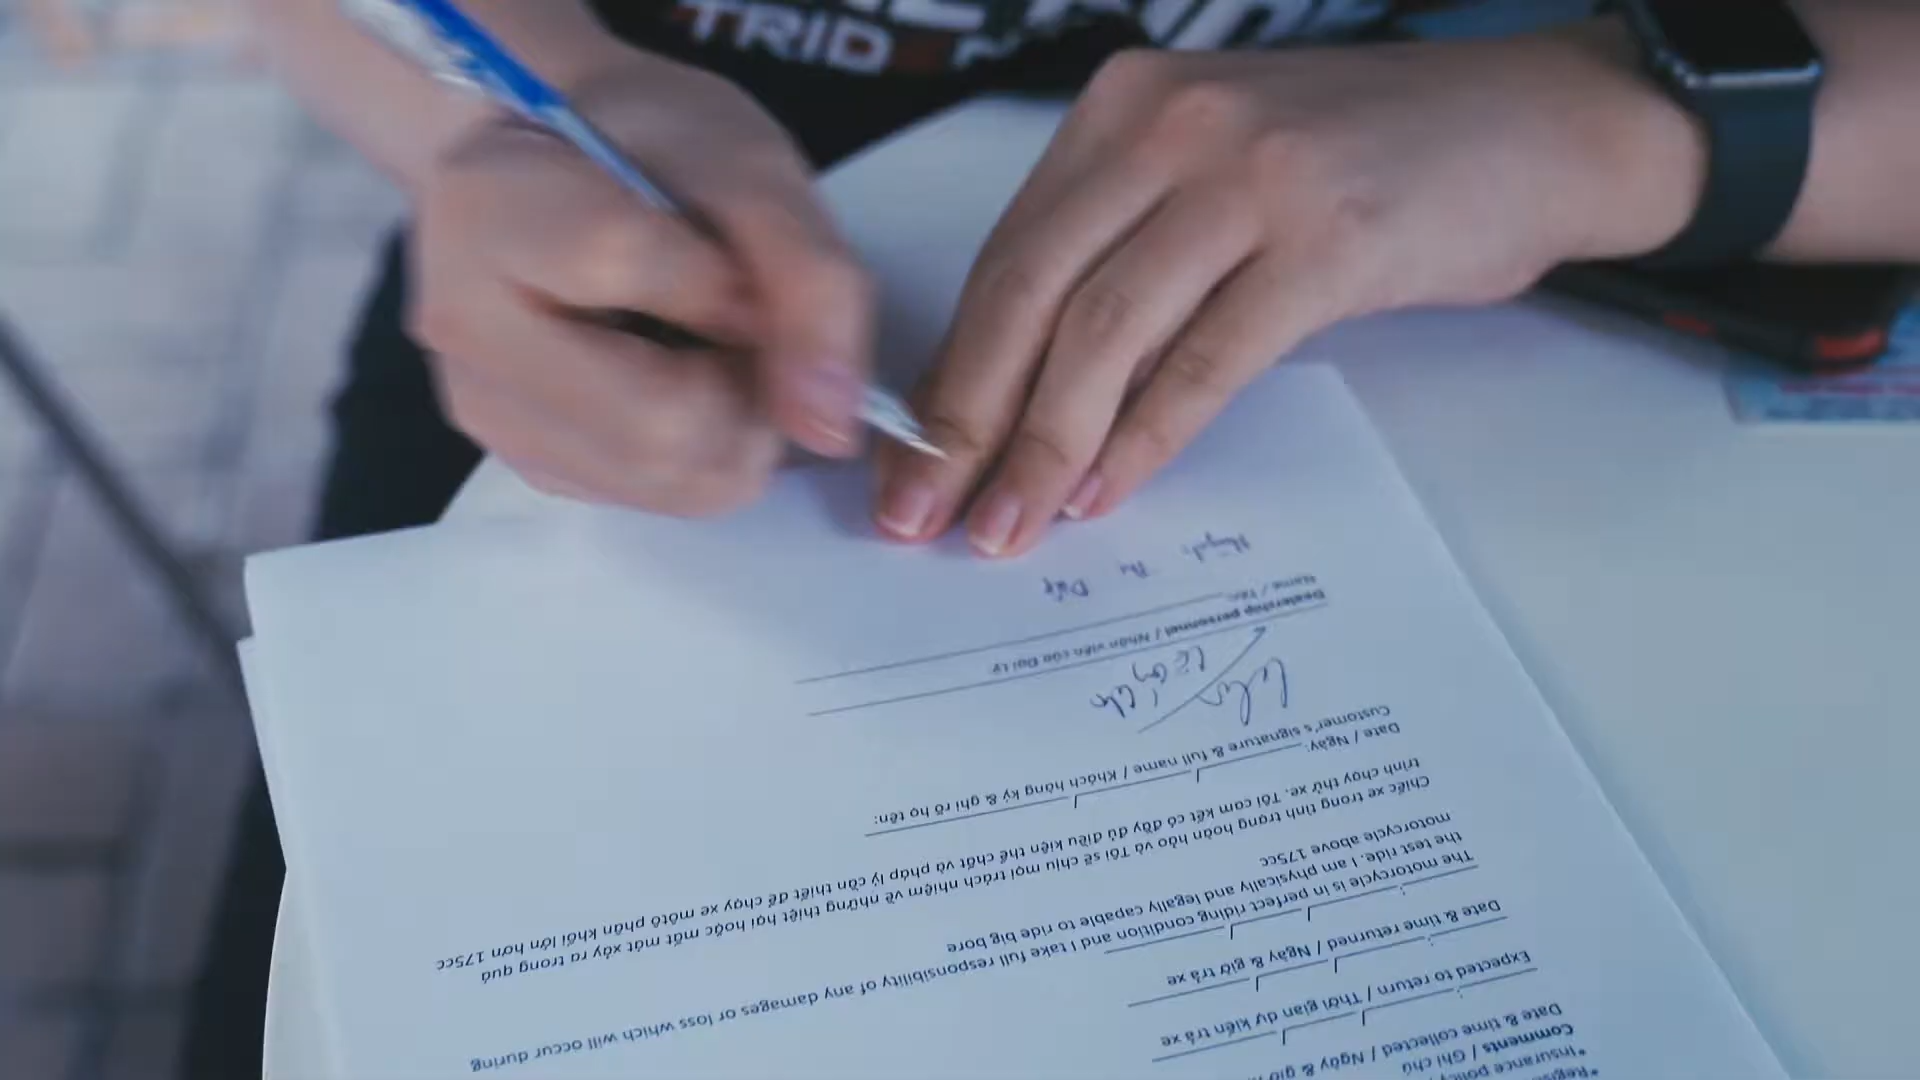 TRID
*Regis
*Insurance policy
Comments / Ghi chú
Date & time collected / Ngày & giờ
Expected to return / Thời gian dự kiến trả xe
Date & time returned / Ngày & giờ trả xe
The motorcycle is in perfect riding condition and I take full responsibility of any damages or loss which will occur during
the test ride. I am physically and legally capable to ride big bore
motorcycle above 175cc
Chiếc xe trong tình trạng hoàn hảo và Tôi sẽ chịu mọi trách nhiệm về những thiệt hại hoặc mất mát xảy ra trong quá
trình chạy thử xe. Tôi cam kết có đầy đủ điều kiện thể chất và pháp lý cần thiết để chạy xe môtô phân khối lớn hơn 175cc
Date / Ngày:
Customer's signature & full name / Khách hàng ký & ghi rõ họ tên:
Dealership personnel / Nhân viên của Đại Lý
Name / Tên: